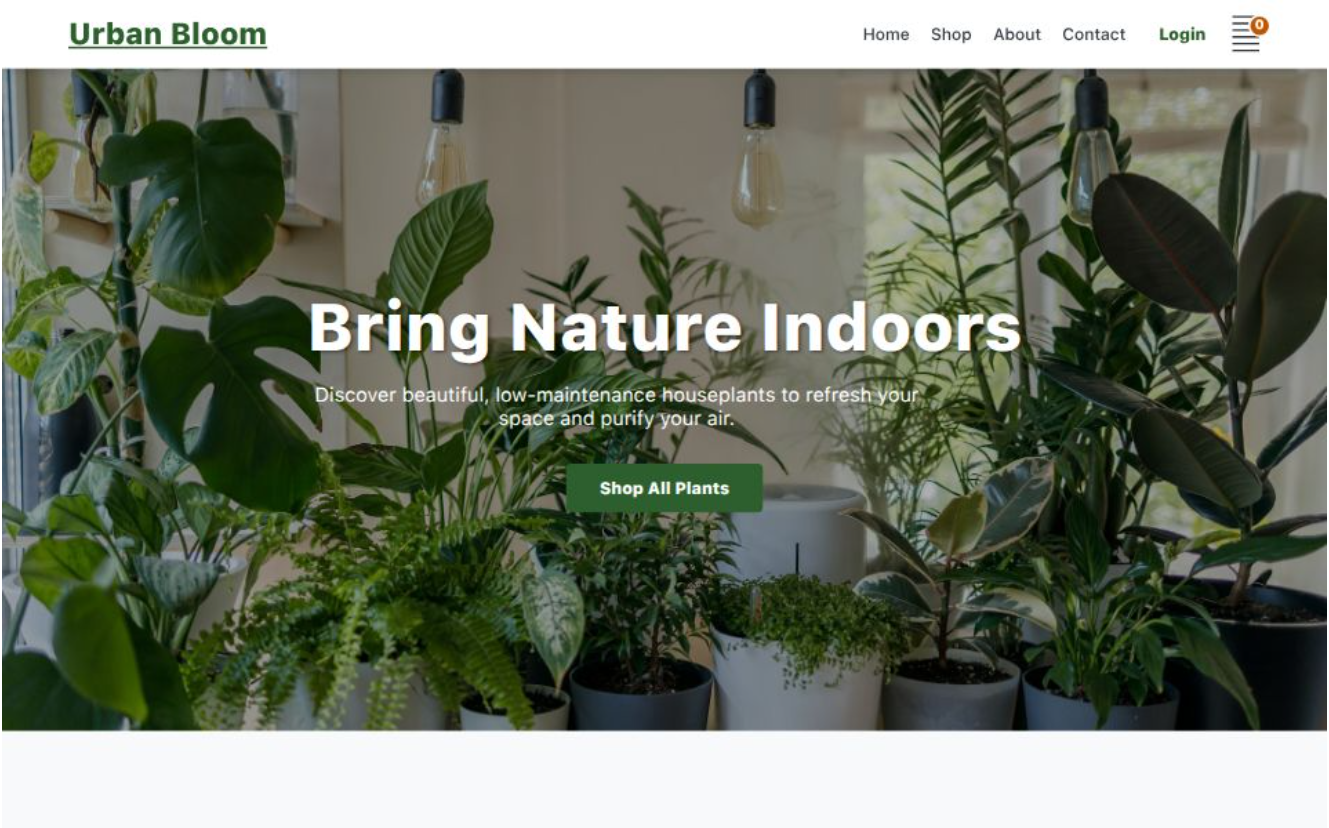 Urban Bloom
Home Shop About Contact Login 0
Bring Nature Indoors
Discover beautiful, low-maintenance houseplants to refresh your
space and purify your air.
Shop All Plants